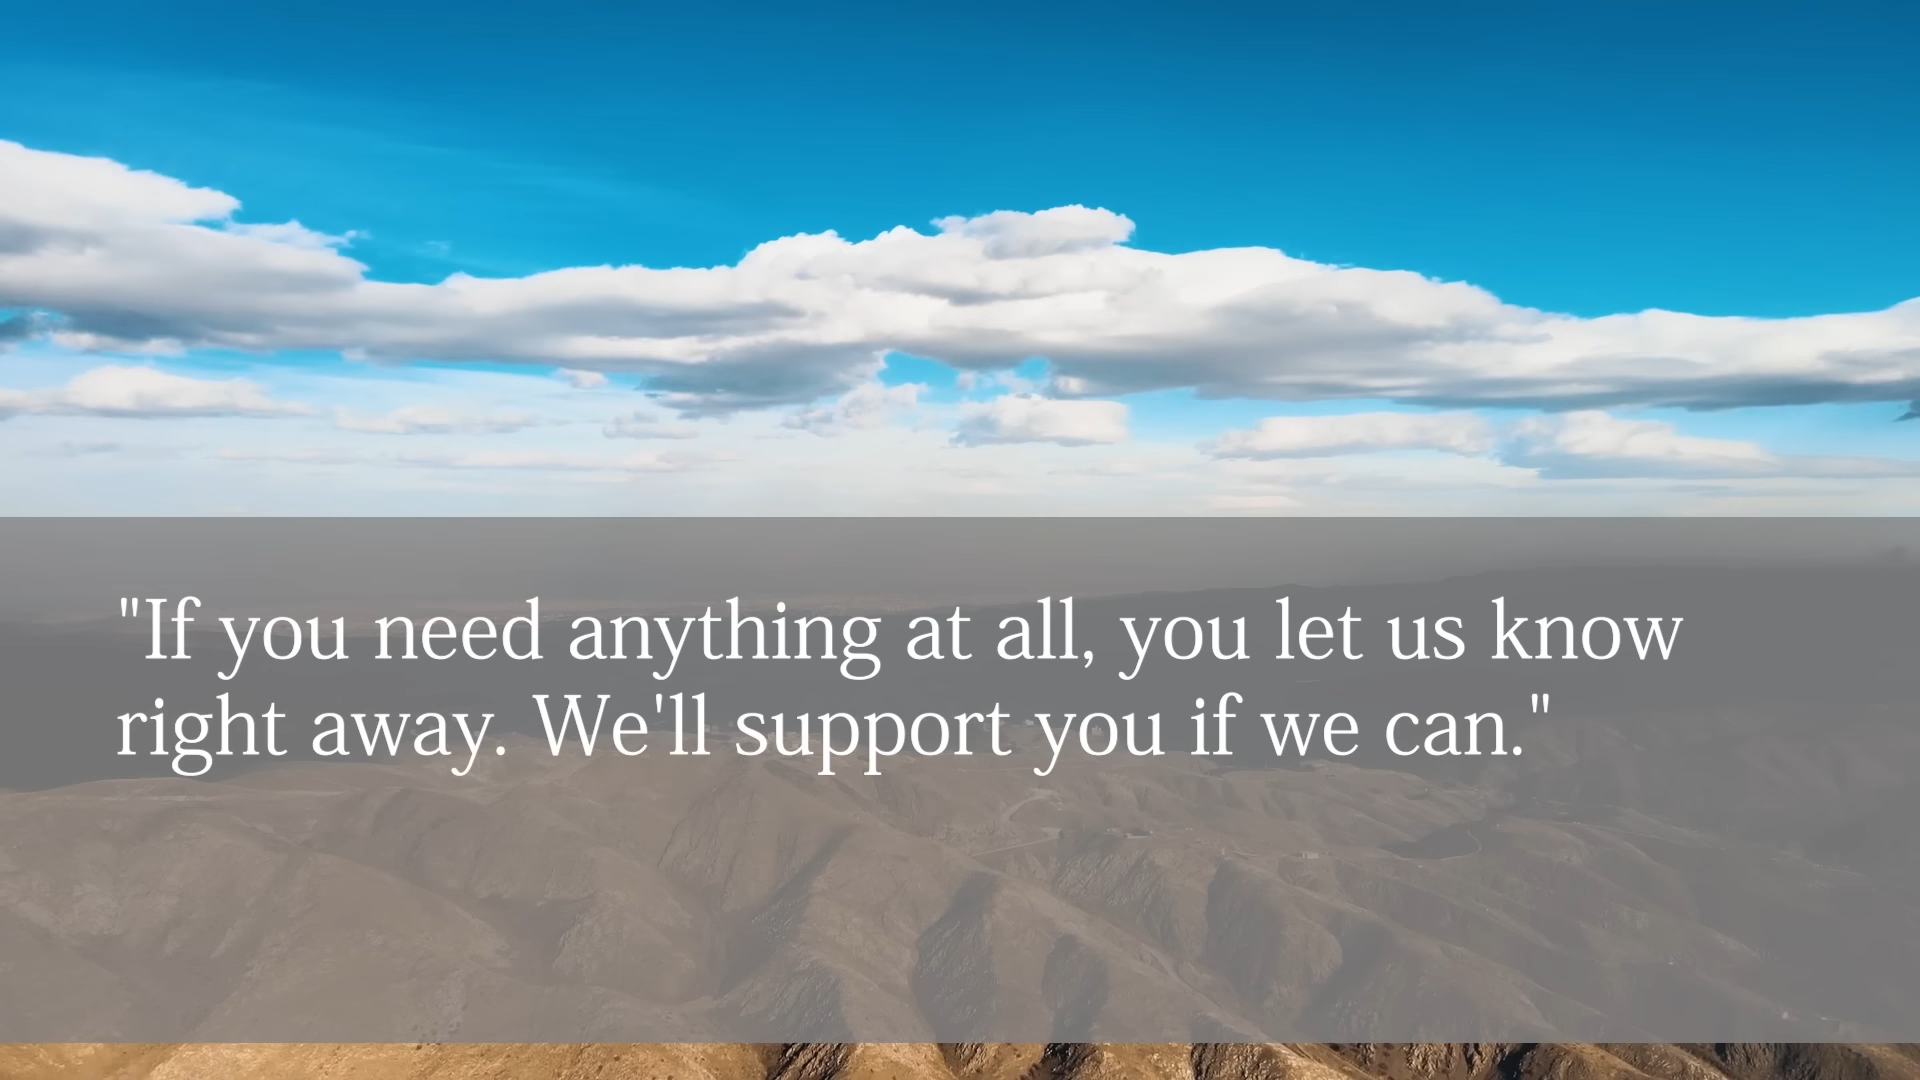 "If you need anything at all, you let us know
right away. We'll support you if we can."